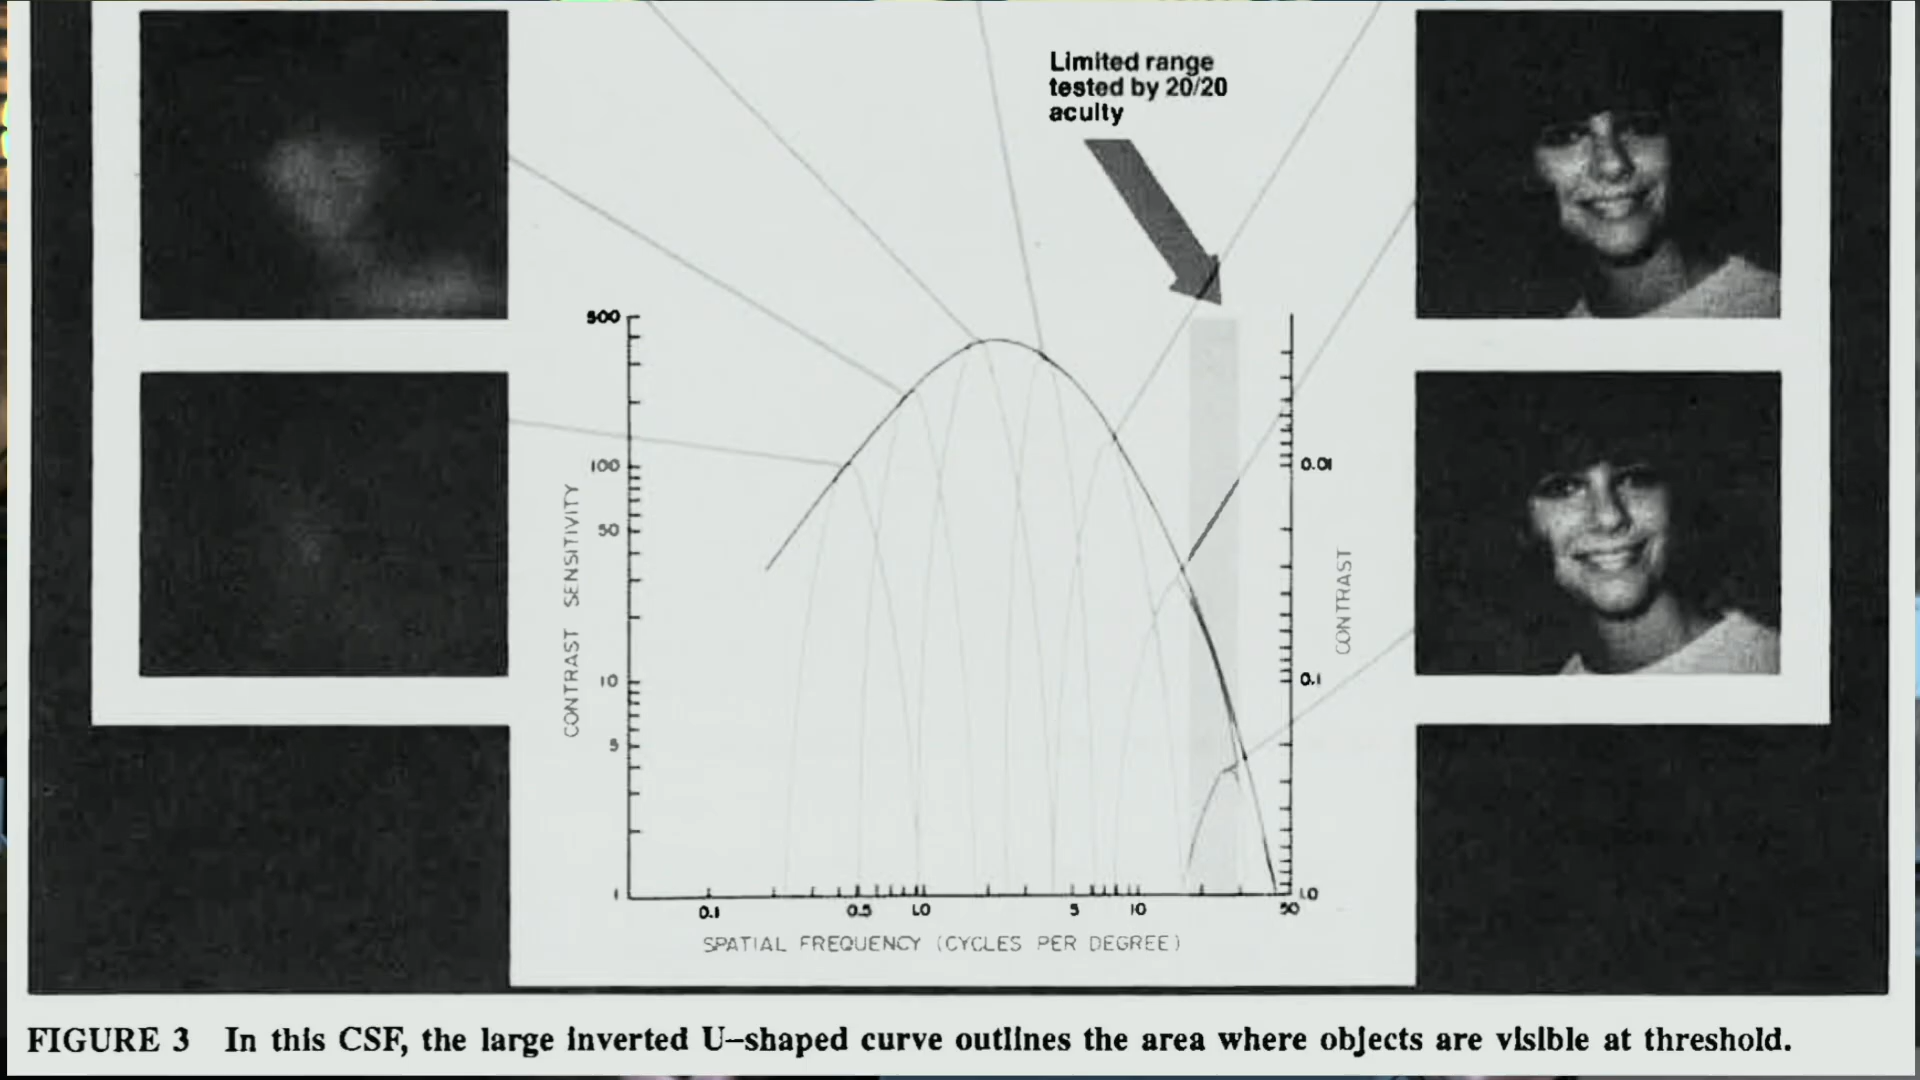 Limited range
tested by 20/20
acuity
500
100
50
10
5
1
CONTRAST SENSITIVITY
0.01
0.1
1.0
CONTRAST
0.1
0.5
1.0
5
10
50
SPATIAL FREQUENCY (CYCLES PER DEGREE)
FIGURE 3 In this CSF, the large inverted U-shaped curve outlines the area where objects are visible at threshold.